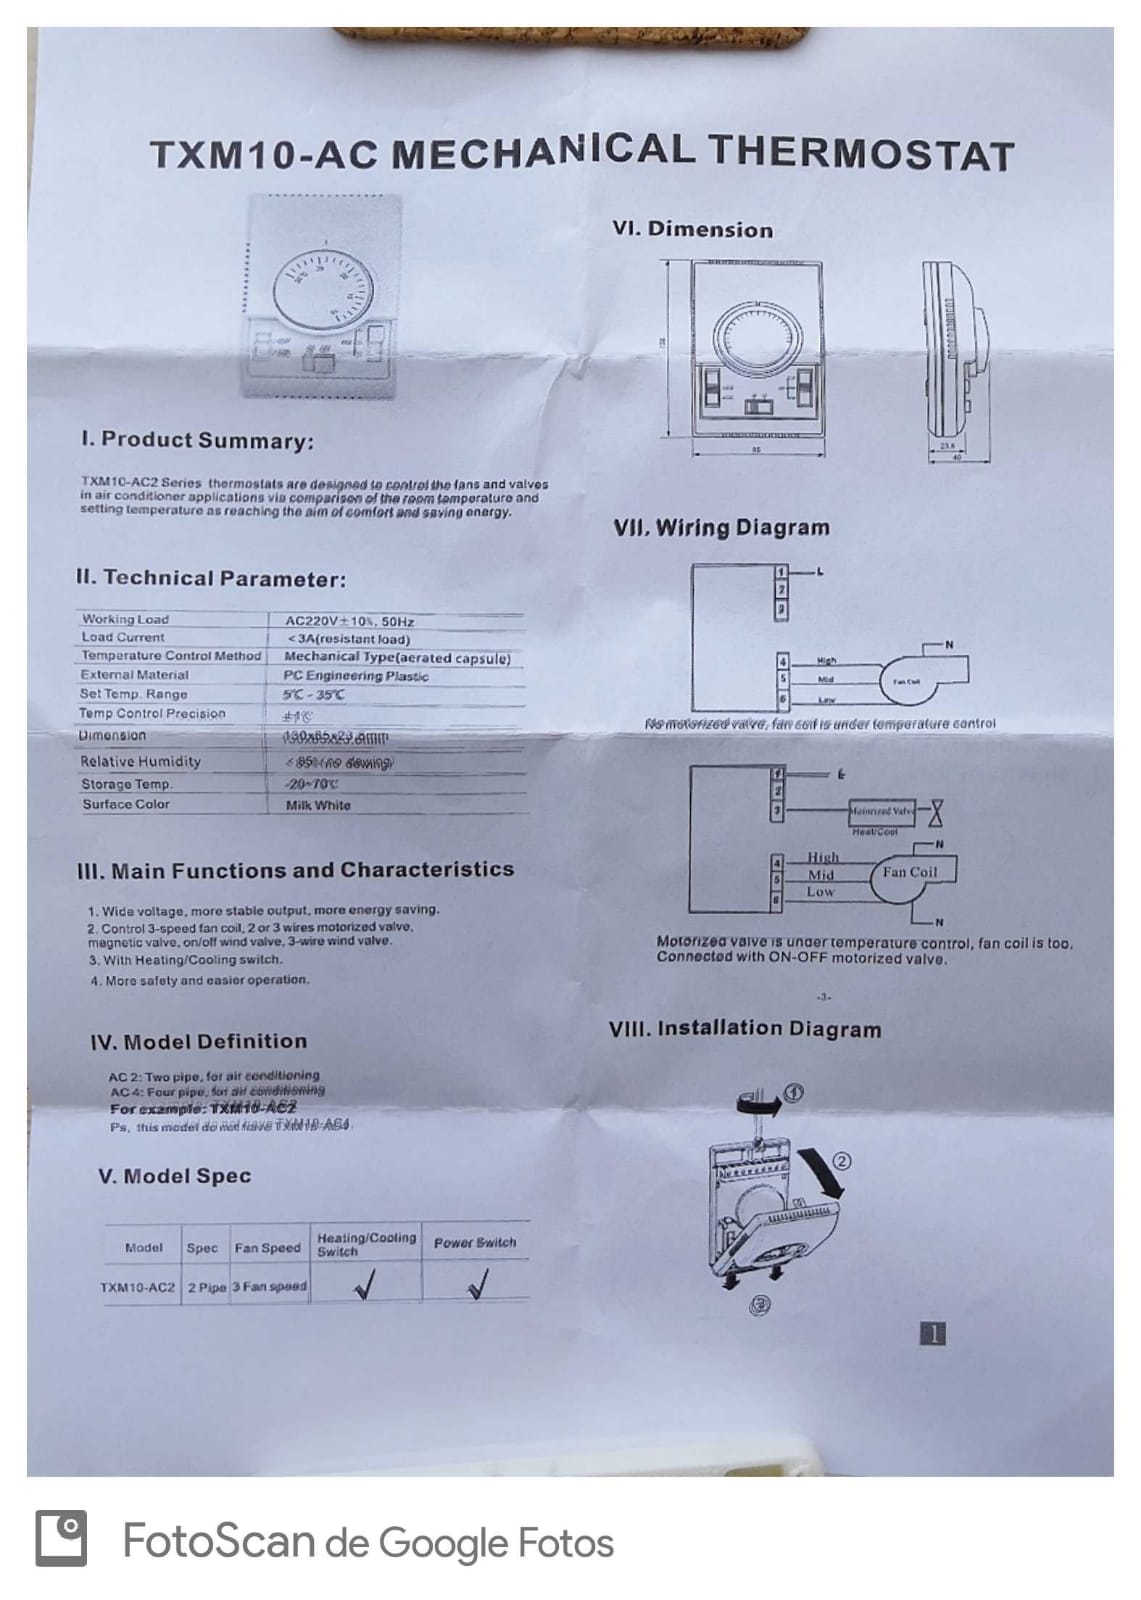 TXM10-AC MECHANICAL THERMOSTAT
I. Product Summary:
TXM10-AC2 Series thermostats are designed to control the fans and valves
in air conditioner applications via comparison of the room temperature and
setting temperature as reaching the aim of comfort and saving energy.
II. Technical Parameter:
Working Load AC220V±10%, 50Hz
Load Current <3A(resistant load)
Temperature Control Method Mechanical Type(aerated capsule)
External Material PC Engineering Plastic
Set Temp. Range 5℃ - 35℃
Temp Control Precision ±1℃
Dimension 130x85x23.6mm
Relative Humidity < 85% (no dewing)
Storage Temp. -20~70℃
Surface Color Milk White
III. Main Functions and Characteristics
1. Wide voltage, more stable output, more energy saving.
2. Control 3-speed fan coil, 2 or 3 wires motorized valve,
magnetic valve, on/off wind valve, 3-wire wind valve.
3. With Heating/Cooling switch.
4. More safety and easier operation.
IV. Model Definition
AC 2: Two pipe, for air conditioning
AC 4: Four pipe, for air conditioning
For example: TXM10-AC2
Ps, this model do not have TXM10-AC4.
V. Model Spec
Model Spec Fan Speed Heating/Cooling Switch Power Switch
TXM10-AC2 2 Pipe 3 Fan speed √ √
VI. Dimension
130
85
23.6
40
VII. Wiring Diagram
1 L
2
3
4 High N
5 Mid Fan Coil
6 Low
No motorized valve, fan coil is under temperature control
1 L
2
3 Motorized Valve
Heat/Cool
N
4 High
5 Mid Fan Coil
6 Low
N
Motorized valve is under temperature control, fan coil is too.
Connected with ON-OFF motorized valve.
-3-
VIII. Installation Diagram
①
②
③
1
FotoScan de Google Fotos